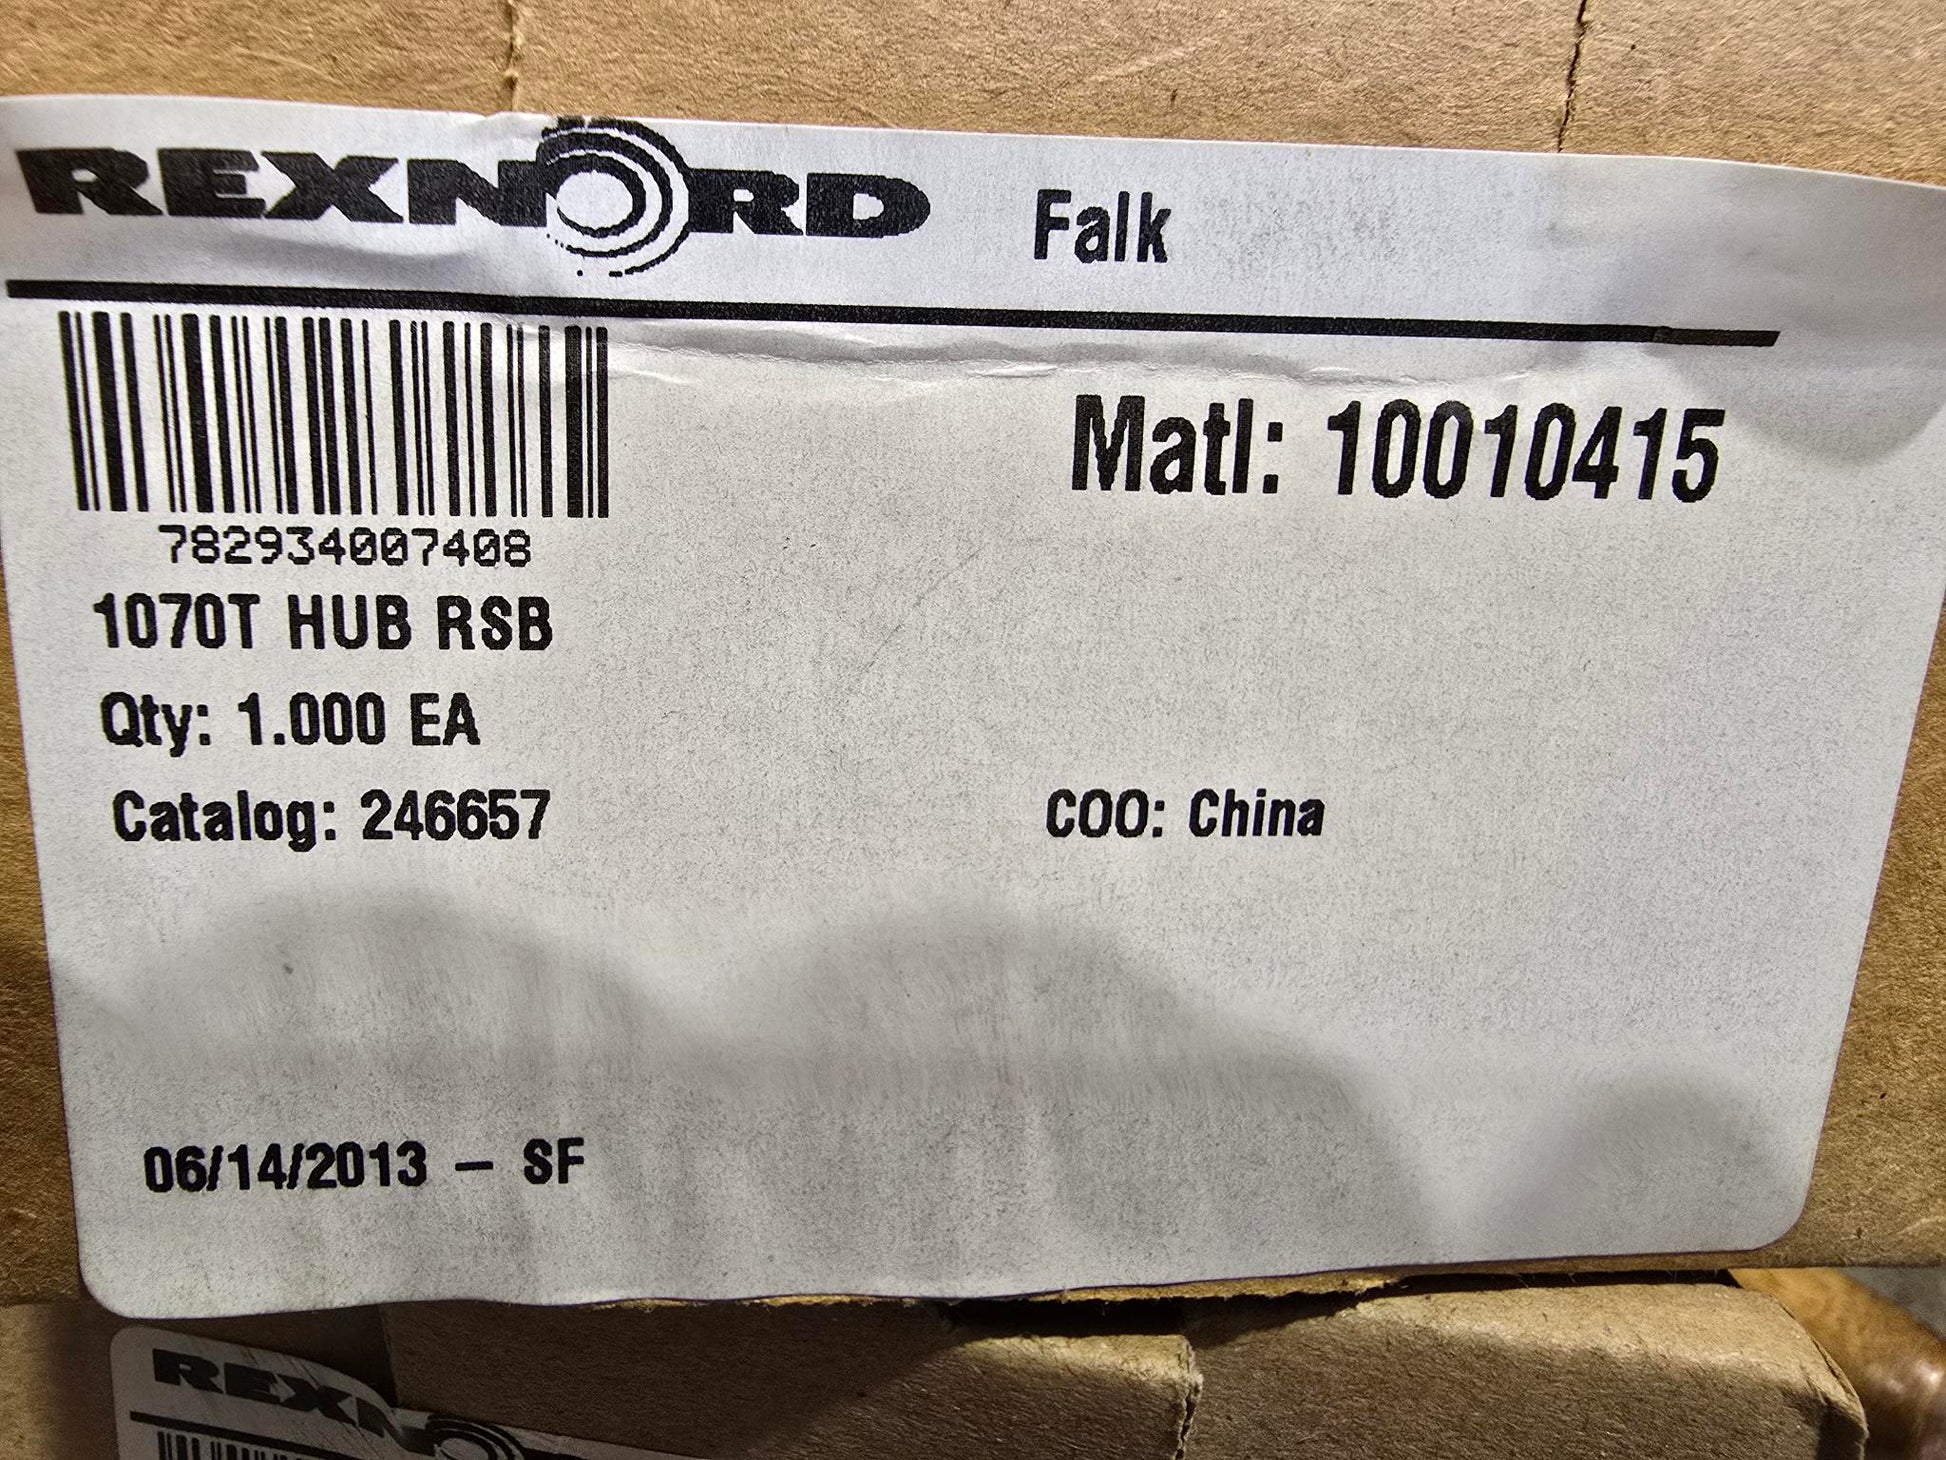 REXNORD Falk
Matl: 10010415
782934007408
1070T HUB RSB
Qty: 1.000 EA
Catalog: 246657
COO: China
06/14/2013 – SF
REXN